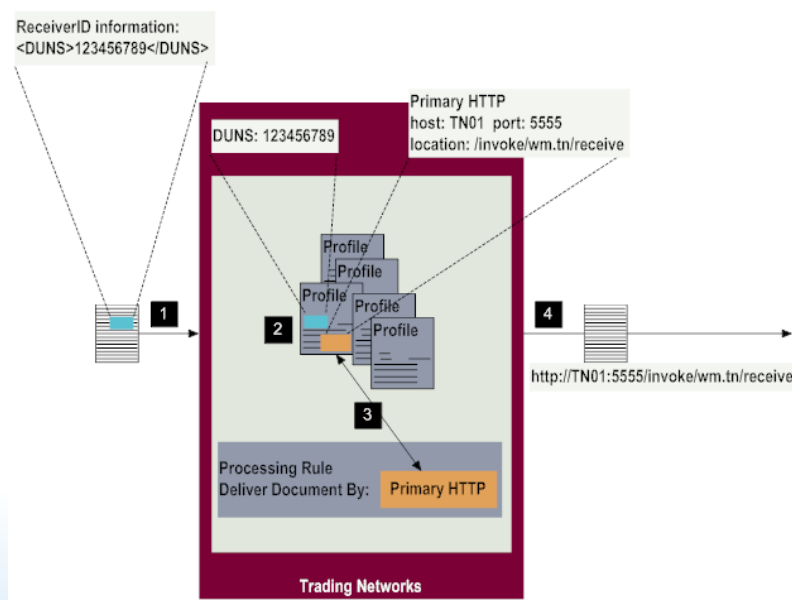 ReceiverID information:
<DUNS>123456789</DUNS>
Primary HTTP
host: TN01 port: 5555
location: /invoke/wm.tn/receive
DUNS: 123456789
Profile
Profile
Profile
Profile
Profile
1
2
3
4
http://TN01:5555/invoke/wm.tn/receive
Processing Rule
Deliver Document By:
Primary HTTP
Trading Networks